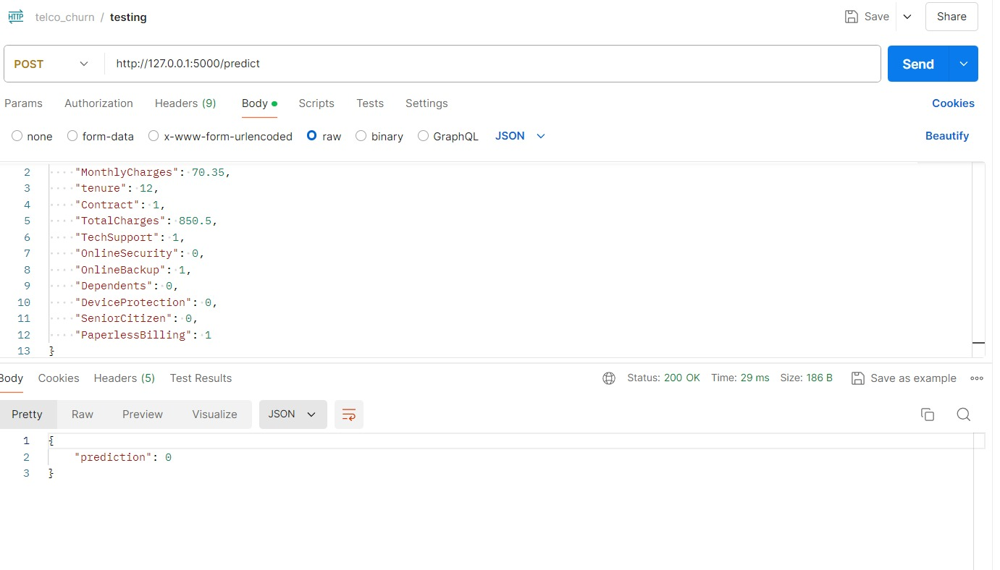 HTTP telco_churn / testing Save Share
POST http://127.0.0.1:5000/predict Send
Params Authorization Headers (9) Body Scripts Tests Settings Cookies
none form-data x-www-form-urlencoded raw binary GraphQL JSON Beautify
2 "MonthlyCharges": 70.35,
3 "tenure": 12,
4 "Contract": 1,
5 "TotalCharges": 850.5,
6 "TechSupport": 1,
7 "OnlineSecurity": 0,
8 "OnlineBackup": 1,
9 "Dependents": 0,
10 "DeviceProtection": 0,
11 "SeniorCitizen": 0,
12 "PaperlessBilling": 1
13 }
Body Cookies Headers (5) Test Results Status: 200 OK Time: 29 ms Size: 186 B Save as example
Pretty Raw Preview Visualize JSON
1 {
2 "prediction": 0
3 }